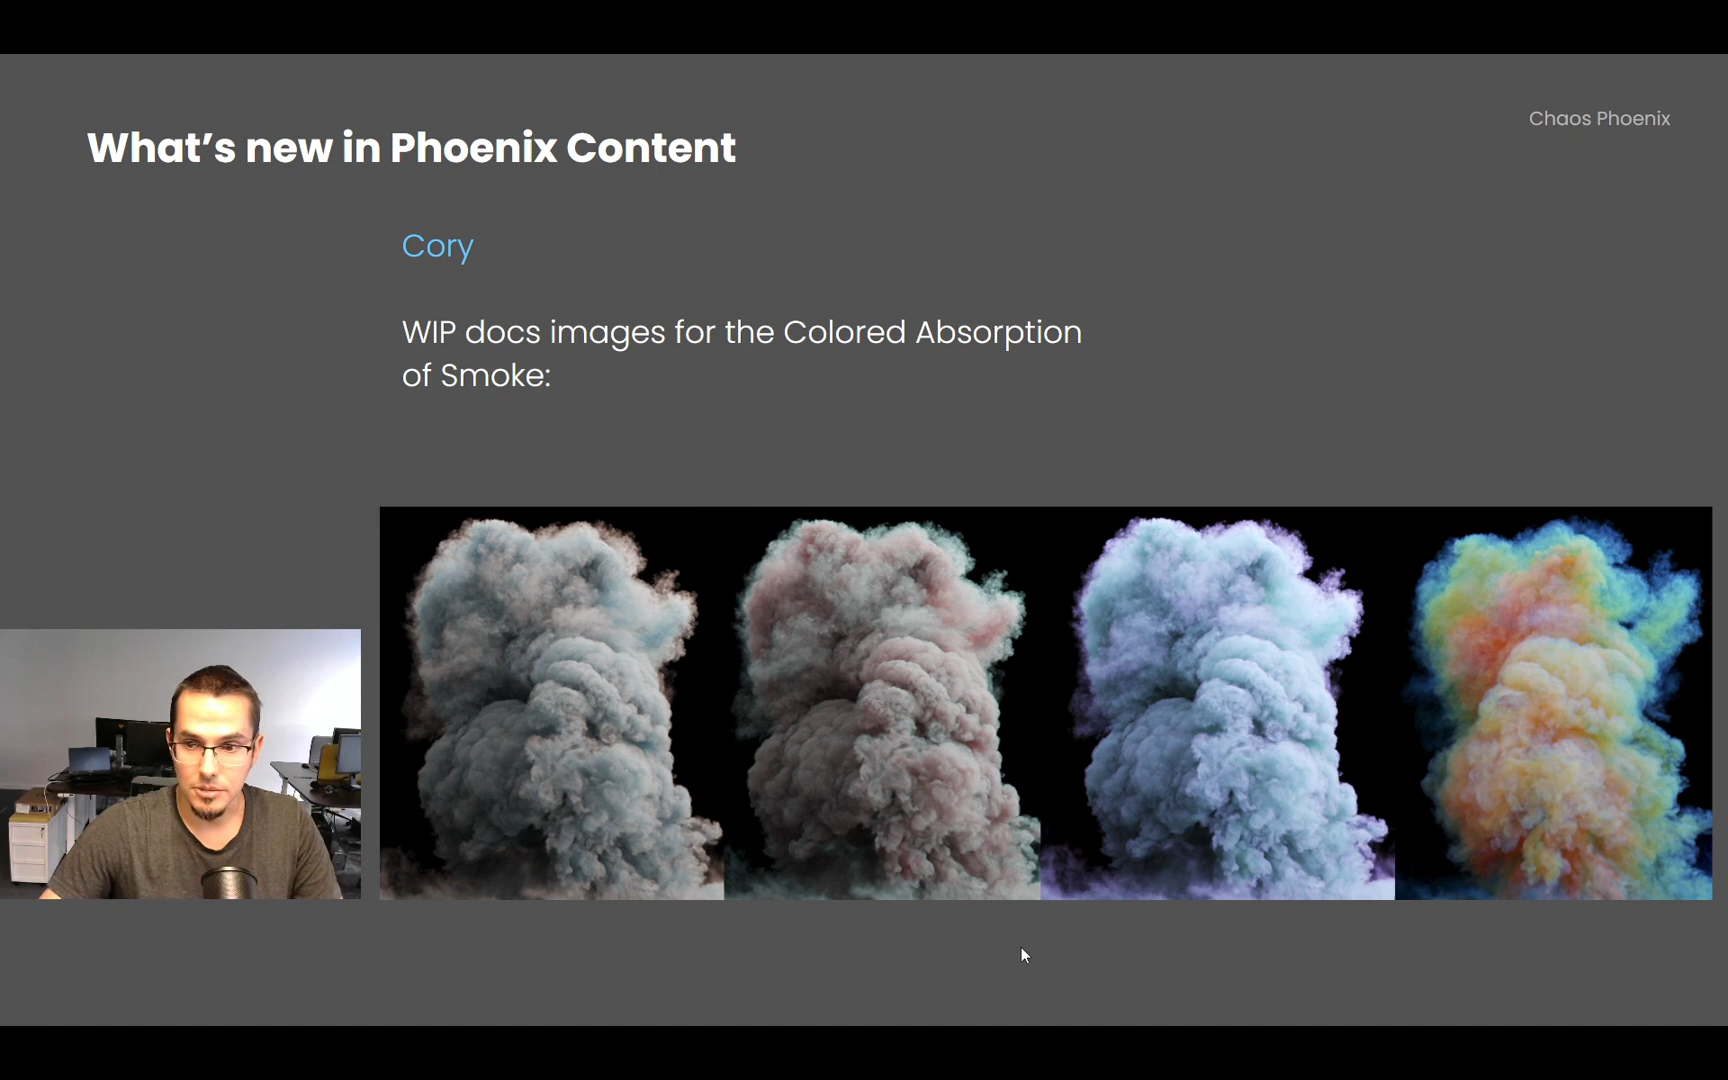 Chaos Phoenix
What’s new in Phoenix Content
Cory
WIP docs images for the Colored Absorption
of Smoke: